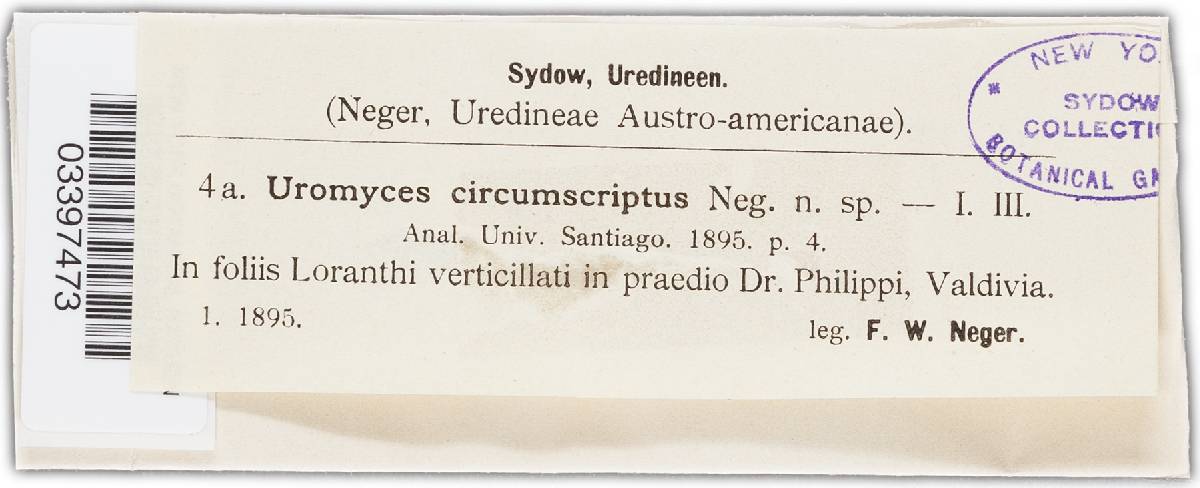 Sydow, Uredineen.
(Neger, Uredineae Austro-americanae).
4a. Uromyces circumscriptus Neg. n. sp. — I. III.
Anal. Univ. Santiago. 1895. p. 4.
In foliis Loranthi verticillati in praedio Dr. Philippi, Valdivia.
1. 1895.
leg. F. W. Neger.
NEW YO
* SYDOW
COLLECTI
BOTANICAL GA
03397473